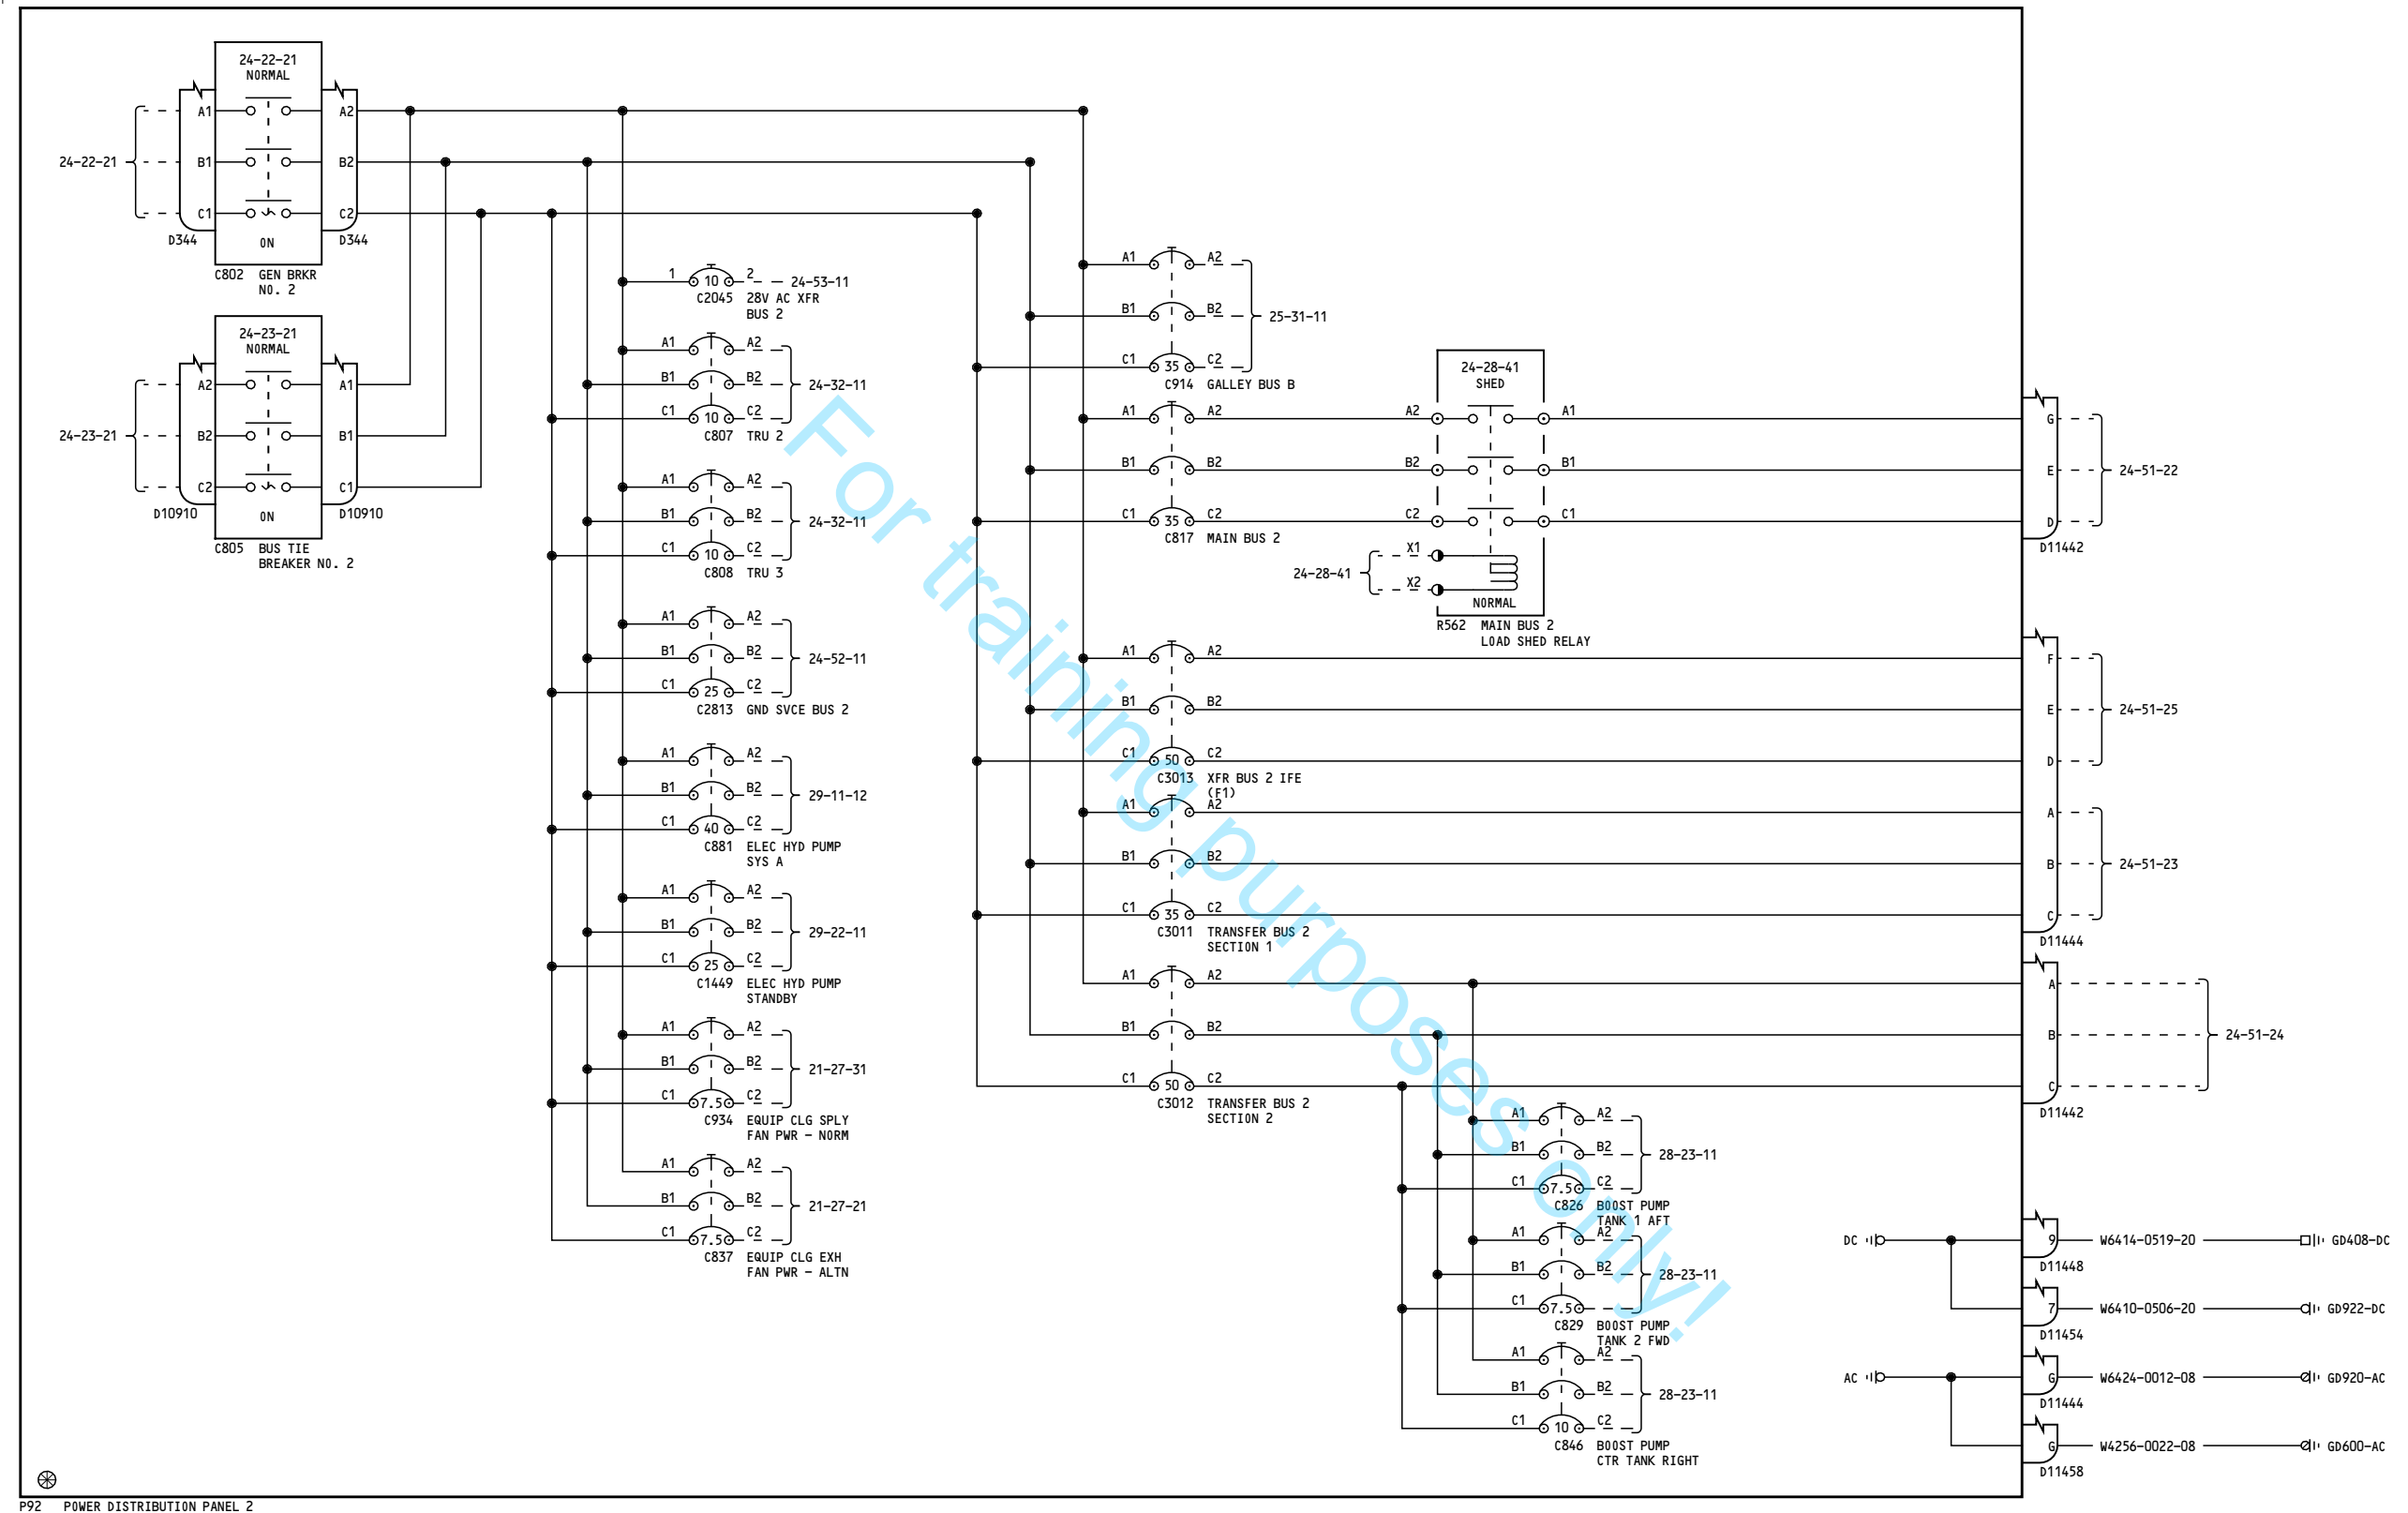 24-22-21
NORMAL
A1 A2
24-22-21 B1 B2
C1 C2
D344 ON D344
C802 GEN BRKR
NO. 2
24-23-21
NORMAL
A2 A1
24-23-21 B2 B1
C2 C1
D10910 ON D10910
C805 BUS TIE
BREAKER NO. 2
1 10 2 24-53-11
C2045 28V AC XFR
BUS 2
A1 A2
B1 B2 24-32-11
C1 10 C2
C807 TRU 2
A1 A2
B1 B2 24-32-11
C1 10 C2
C808 TRU 3
A1 A2
B1 B2 24-52-11
C1 25 C2
C2813 GND SVCE BUS 2
A1 A2
B1 B2 29-11-12
C1 40 C2
C881 ELEC HYD PUMP
SYS A
A1 A2
B1 B2 29-22-11
C1 25 C2
C1449 ELEC HYD PUMP
STANDBY
A1 A2
B1 B2 21-27-31
C1 7.5 C2
C934 EQUIP CLG SPLY
FAN PWR - NORM
A1 A2
B1 B2 21-27-21
C1 7.5 C2
C837 EQUIP CLG EXH
FAN PWR - ALTN
A1 A2
B1 B2 25-31-11
C1 35 C2
C914 GALLEY BUS B
A1 A2
B1 B2
C1 35 C2
C817 MAIN BUS 2
24-28-41
SHED
A2 A1
B2 B1
C2 C1
X1
24-28-41
X2
NORMAL
R562 MAIN BUS 2
LOAD SHED RELAY
G
E 24-51-22
D
D11442
A1 A2 F
B1 B2 E 24-51-25
C1 50 C2 D
C3013 XFR BUS 2 IFE
(F1)
A1 A2 A
B1 B2 B 24-51-23
C1 35 C2 C
C3011 TRANSFER BUS 2
SECTION 1
D11444
A1 A2 A
B1 B2 B 24-51-24
C1 50 C2 C
C3012 TRANSFER BUS 2
SECTION 2
D11442
A1 A2
B1 B2 28-23-11
C1 7.5 C2
C826 BOOST PUMP
TANK 1 AFT
A1 A2
B1 B2 28-23-11
C1 7.5
C829 BOOST PUMP
TANK 2 FWD
A1 A2
B1 B2 28-23-11
C1 10 C2
C846 BOOST PUMP
CTR TANK RIGHT
DC 9 W6414-0519-20 GD408-DC
D11448
7 W6410-0506-20 GD922-DC
D11454
AC G W6424-0012-08 GD920-AC
D11444
G W4256-0022-08 GD600-AC
D11458
P92 POWER DISTRIBUTION PANEL 2
For training purposes only!